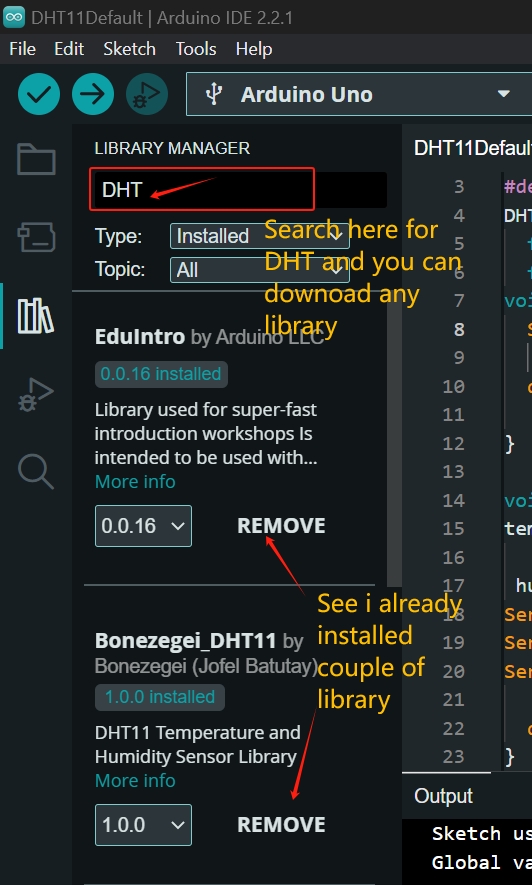 DHT11Default | Arduino IDE 2.2.1
File Edit Sketch Tools Help
Arduino Uno
LIBRARY MANAGER
DHT11Defaul
DHT
Type: Installed
Topic: All
Search here for
DHT and you can
downoad any
library
EduIntro by Arduino LLC
0.0.16 installed
Library used for super-fast
introduction workshops Is
intended to be used with...
More info
0.0.16 REMOVE
See i already
installed
couple of
library
Bonezegei_DHT11 by
Bonezegei (Jofel Batutay)
1.0.0 installed
DHT11 Temperature and
Humidity Sensor Library
More info
1.0.0 REMOVE
3 #de
4 DHT
5
6
7 voi
8
9
10
11
12 }
13
14 voi
15 tem
16
17 hu
18 Ser
19 Ser
20 Ser
21
22
23 }
Output
Sketch us
Global va